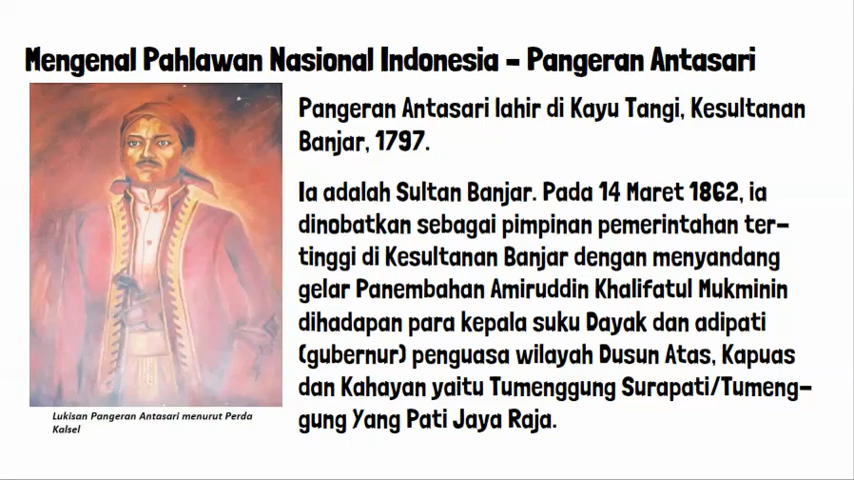 Mengenal Pahlawan Nasional Indonesia - Pangeran Antasari
Pangeran Antasari lahir di Kayu Tangi, Kesultanan
Banjar, 1797.
Ia adalah Sultan Banjar. Pada 14 Maret 1862, ia
dinobatkan sebagai pimpinan pemerintahan ter-
tinggi di Kesultanan Banjar dengan menyandang
gelar Panembahan Amiruddin Khalifatul Mukminin
dihadapan para kepala suku Dayak dan adipati
(gubernur) penguasa wilayah Dusun Atas, Kapuas
dan Kahayan yaitu Tumenggung Surapati/Tumeng-
gung Yang Pati Jaya Raja.
Lukisan Pangeran Antasari menurut Perda
Kalsel